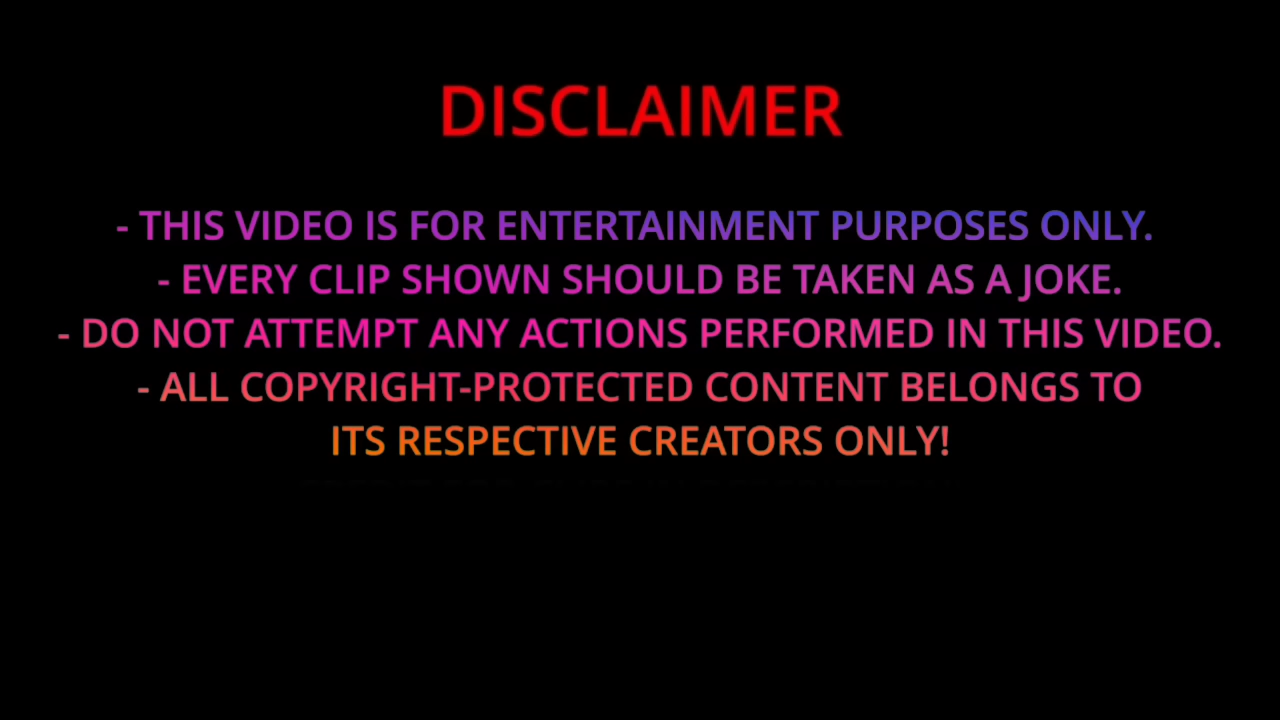 DISCLAIMER
- THIS VIDEO IS FOR ENTERTAINMENT PURPOSES ONLY.
- EVERY CLIP SHOWN SHOULD BE TAKEN AS A JOKE.
- DO NOT ATTEMPT ANY ACTIONS PERFORMED IN THIS VIDEO.
- ALL COPYRIGHT-PROTECTED CONTENT BELONGS TO
ITS RESPECTIVE CREATORS ONLY!